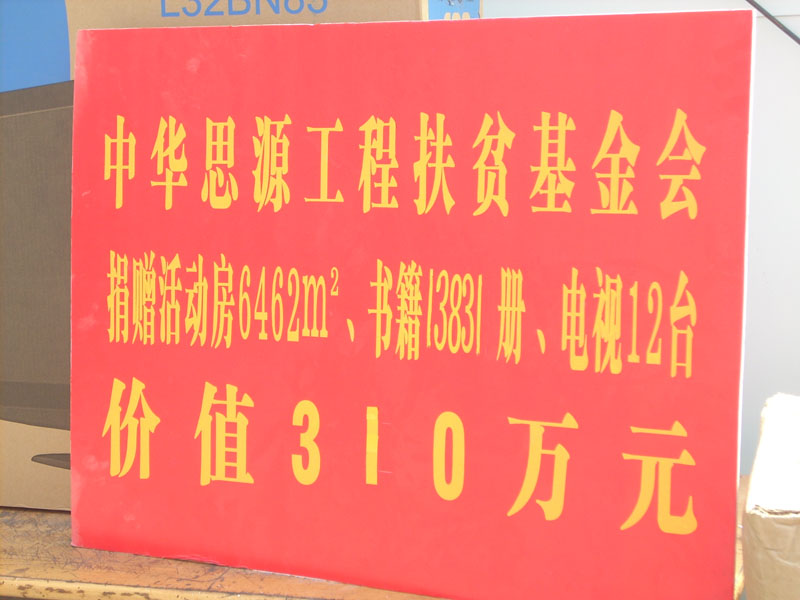 L32BN85
中华思源工程扶贫基金会
捐赠活动房6462m²、书籍13831册、电视12台
价值310万元